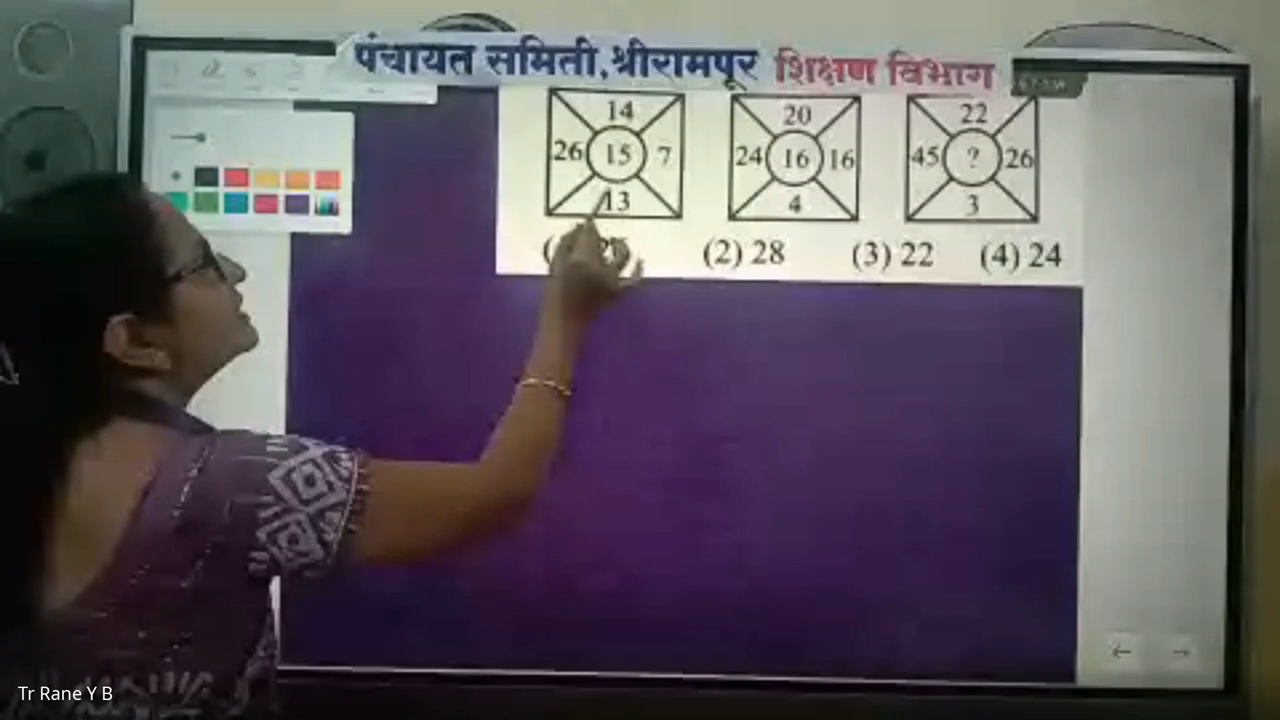 पंचायत समिती,श्रीरामपूर शिक्षण विभाग
14 20 22
26 15 7 24 16 16 45 ? 26
13 4 3
(2) 28 (3) 22 (4) 24
Tr Rane Y B